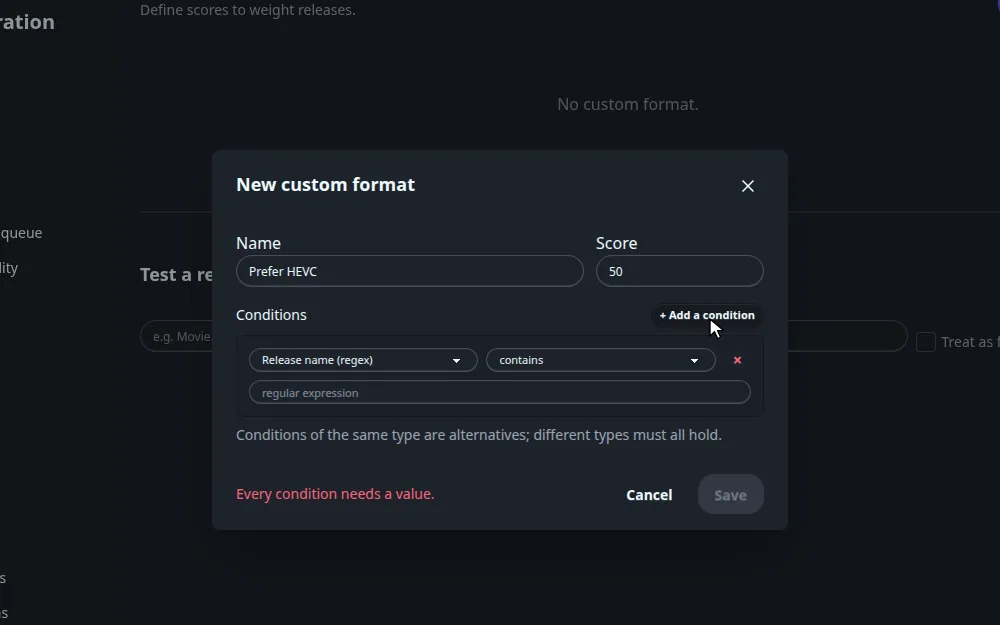 Define scores to weight releases.
ration
No custom format.
New custom format
queue
Name
Score
lity
Prefer HEVC
50
Test a re
Conditions
+ Add a condition
e.g. Movie.
Treat as f
Release name (regex)
contains
regular expression
Conditions of the same type are alternatives; different types must all hold.
Every condition needs a value.
Cancel
Save
s
ns